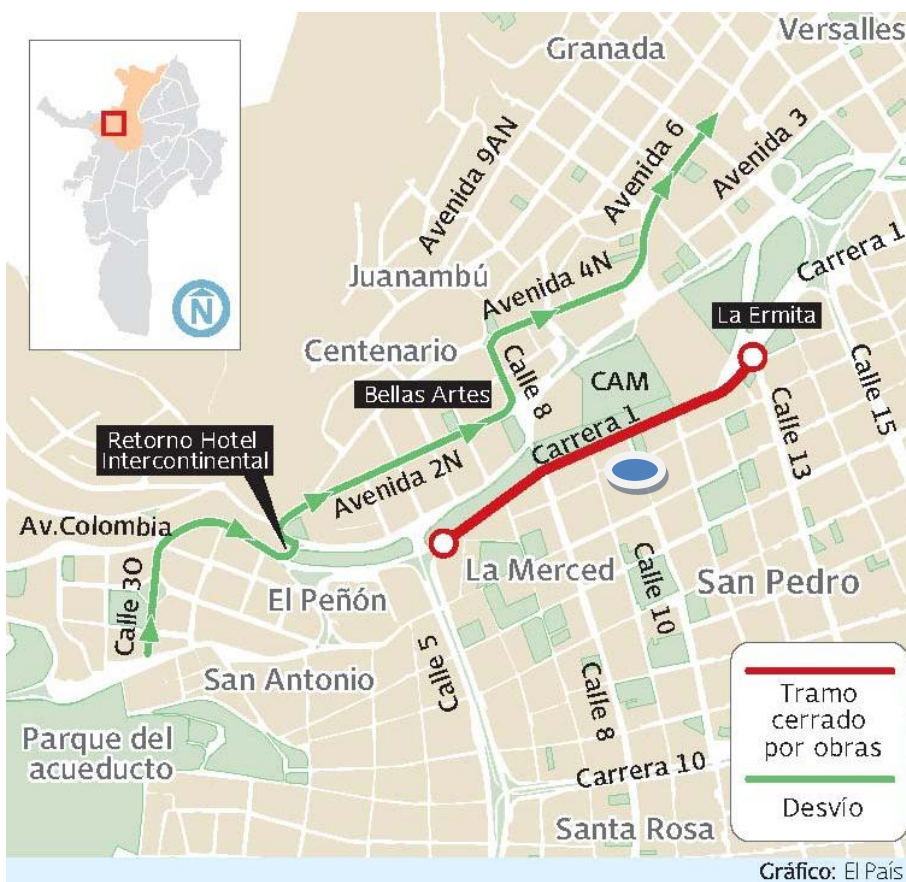 Granada
Versalles
Avenida 9AN
Avenida 6
Avenida 3
N
Juanambú
Avenida 4N
Carrera 1
La Ermita
Centenario
Calle 8
CAM
Bellas Artes
Carrera 1
Calle 13
Calle 15
Retorno Hotel
Intercontinental
Avenida 2N
Av.Colombia
La Merced
Calle 30
El Peñón
Calle 10
San Pedro
San Antonio
Calle 5
Calle 8
Parque del
acueducto
Carrera 10
Santa Rosa
Tramo
cerrado
por obras
Desvío
Gráfico: El País